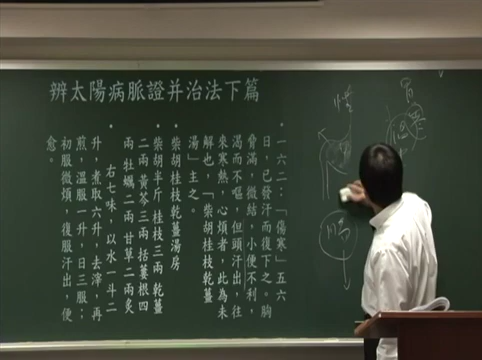 辨太陽病脈證并治法下篇
•一六二：「傷寒」五六
日，已發汗而復下之。胸
脅滿，微結，小便不利，
渴而不嘔，但頭汗出，往
來寒熱，心煩者，此為未
解也，「柴胡桂枝乾薑
湯」主之。
•柴胡桂枝乾薑湯方
柴胡半斤 桂枝三兩 乾薑
二兩 黃芩三兩 括蔞根四
兩 牡蠣二兩 甘草二兩炙
•右七味，以水一斗二
升，煮取六升，去滓，再
煎，溫服一升，日三服；
初服微煩，復服汗出，便
愈。
腸